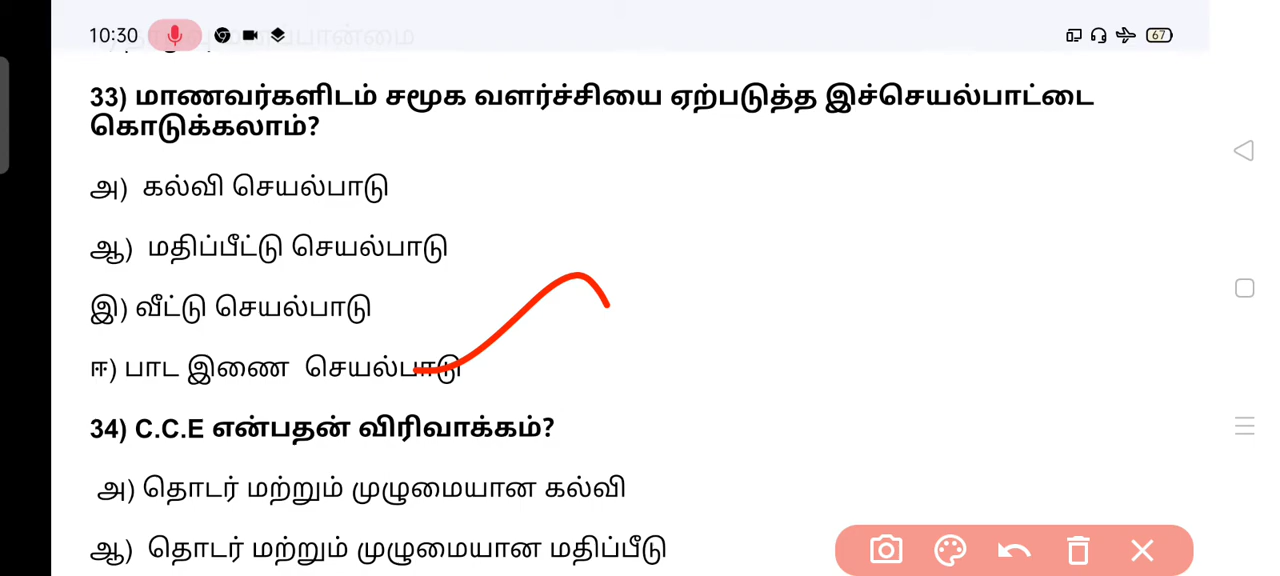 10:30
67
33) மாணவர்களிடம் சமூக வளர்ச்சியை ஏற்படுத்த இச்செயல்பாட்டை
கொடுக்கலாம்?
அ) கல்வி செயல்பாடு
ஆ) மதிப்பீட்டு செயல்பாடு
இ) வீட்டு செயல்பாடு
ஈ) பாட இணை செயல்பாடு
34) C.C.E என்பதன் விரிவாக்கம்?
அ) தொடர் மற்றும் முழுமையான கல்வி
ஆ) தொடர் மற்றும் முழுமையான மதிப்பீடு